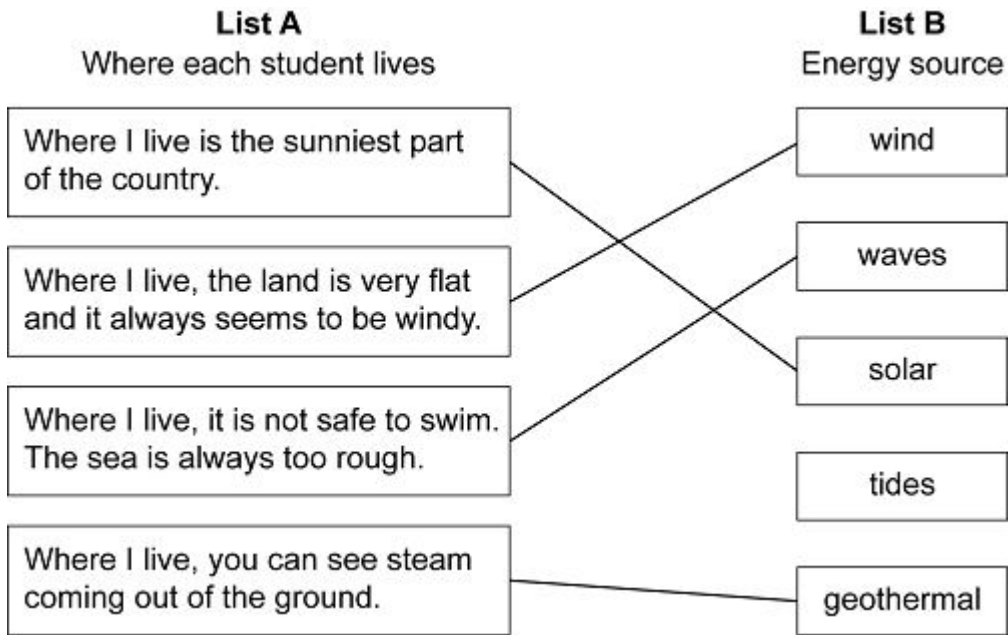 List A
Where each student lives
List B
Energy source
Where I live is the sunniest part
of the country.
Where I live, the land is very flat
and it always seems to be windy.
Where I live, it is not safe to swim.
The sea is always too rough.
Where I live, you can see steam
coming out of the ground.
wind
waves
solar
tides
geothermal